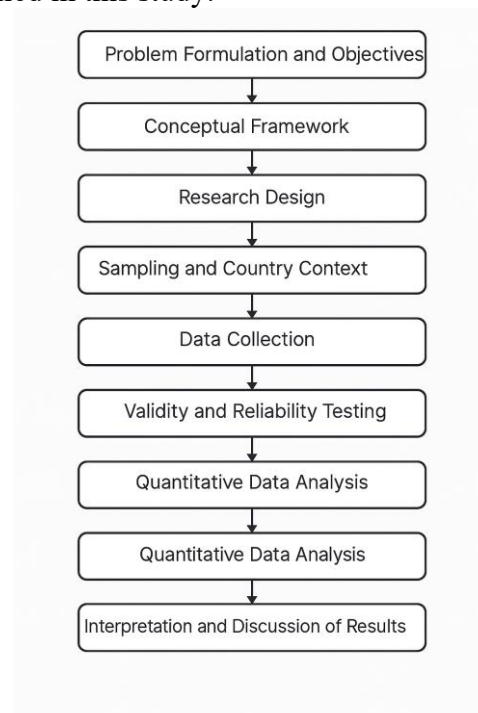 in this study.
Problem Formulation and Objectives
Conceptual Framework
Research Design
Sampling and Country Context
Data Collection
Validity and Reliability Testing
Quantitative Data Analysis
Quantitative Data Analysis
Interpretation and Discussion of Results